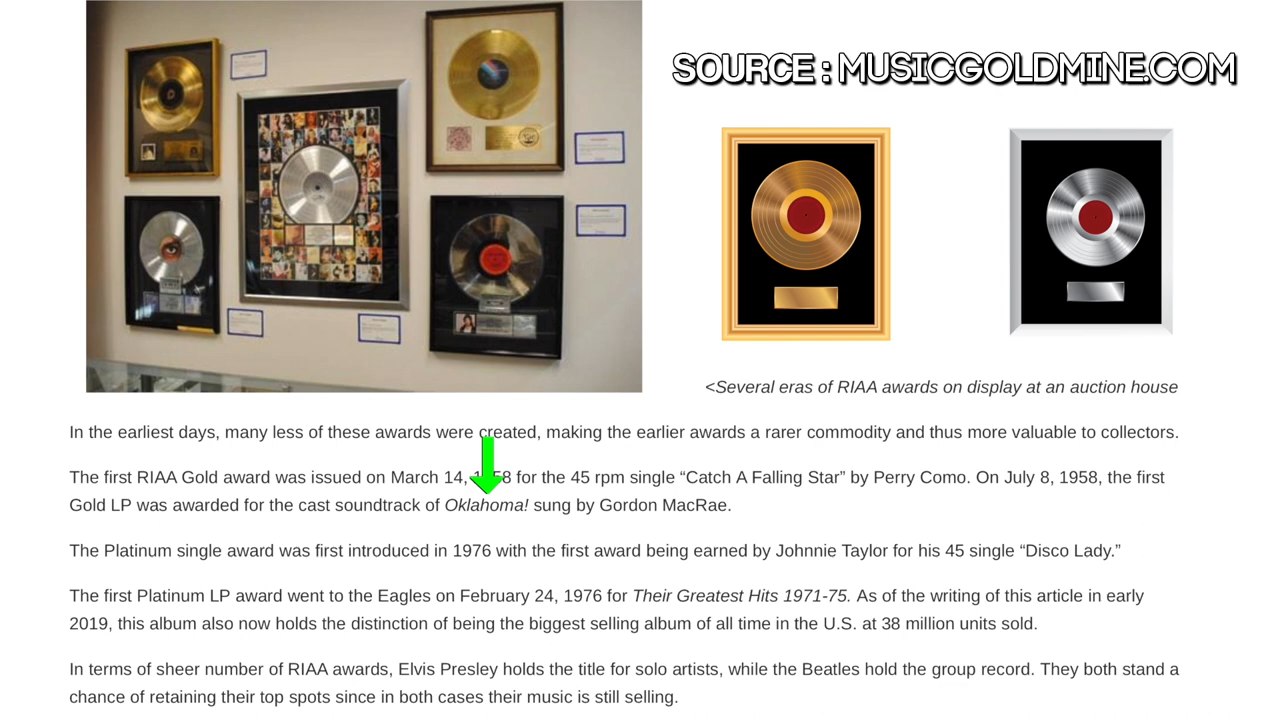 SOURCE : MUSICGOLDMINE.COM
<Several eras of RIAA awards on display at an auction house
In the earliest days, many less of these awards were created, making the earlier awards a rarer commodity and thus more valuable to collectors.
The first RIAA Gold award was issued on March 14, 1958 for the 45 rpm single “Catch A Falling Star” by Perry Como. On July 8, 1958, the first
Gold LP was awarded for the cast soundtrack of Oklahoma! sung by Gordon MacRae.
The Platinum single award was first introduced in 1976 with the first award being earned by Johnnie Taylor for his 45 single “Disco Lady.”
The first Platinum LP award went to the Eagles on February 24, 1976 for Their Greatest Hits 1971-75. As of the writing of this article in early
2019, this album also now holds the distinction of being the biggest selling album of all time in the U.S. at 38 million units sold.
In terms of sheer number of RIAA awards, Elvis Presley holds the title for solo artists, while the Beatles hold the group record. They both stand a
chance of retaining their top spots since in both cases their music is still selling.